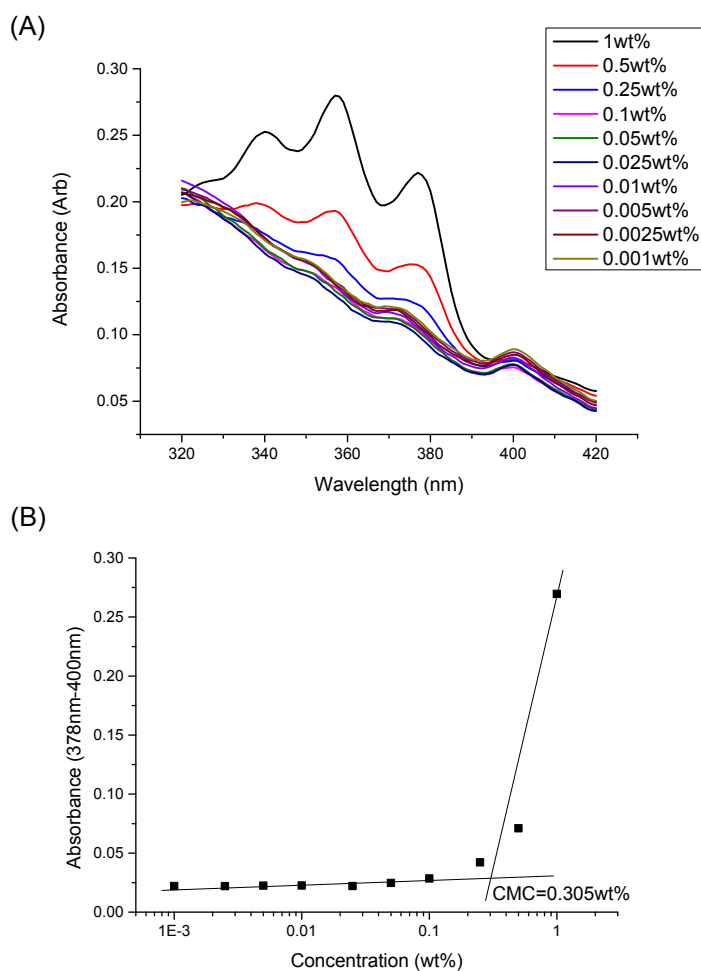 (A)
1wt%
0.5wt%
0.25wt%
0.1wt%
0.05wt%
0.025wt%
0.01wt%
0.005wt%
0.0025wt%
0.001wt%
0.30
0.25
0.20
0.15
0.10
0.05
Absorbance (Arb)
320 340 360 380 400 420
Wavelength (nm)
(B)
0.30
0.25
0.20
0.15
0.10
0.05
0.00
Absorbance (378nm-400nm)
CMC=0.305wt%
1E-3 0.01 0.1 1
Concentration (wt%)